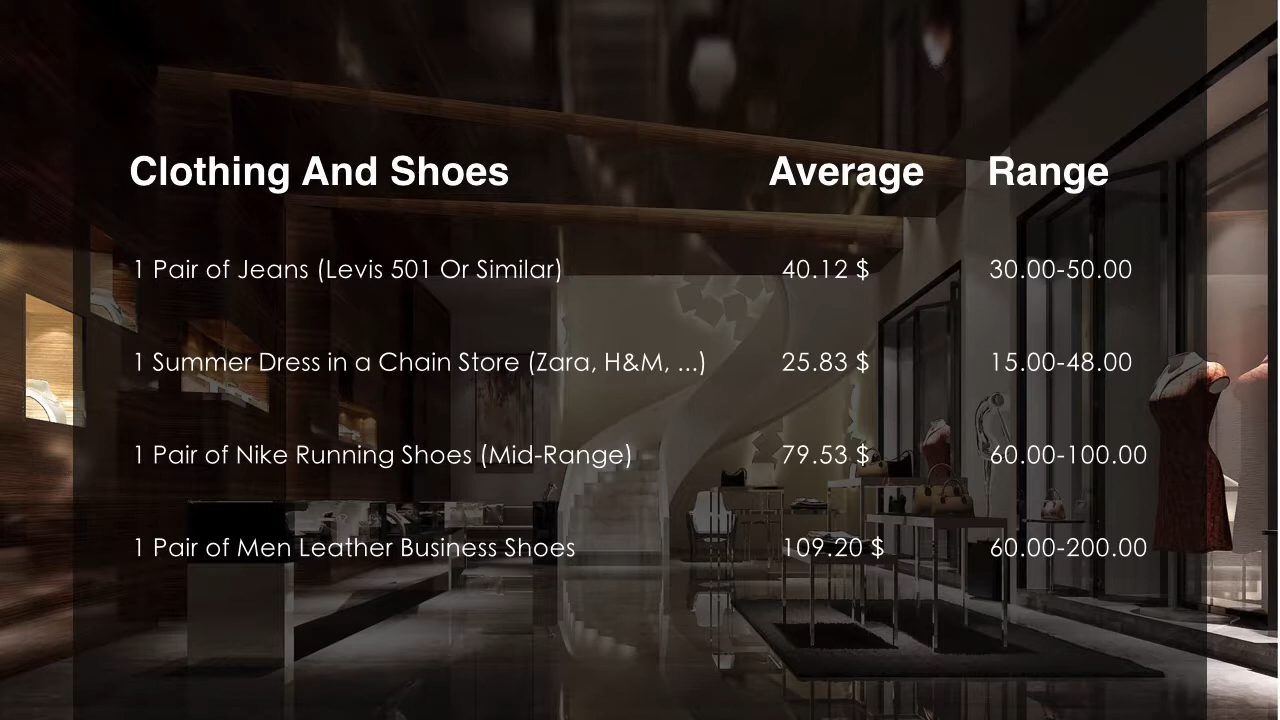 Clothing And Shoes Average Range
1 Pair of Jeans (Levis 501 Or Similar) 40.12 $ 30.00-50.00
1 Summer Dress in a Chain Store (Zara, H&M, ...) 25.83 $ 15.00-48.00
1 Pair of Nike Running Shoes (Mid-Range) 79.53 $ 60.00-100.00
1 Pair of Men Leather Business Shoes 109.20 $ 60.00-200.00